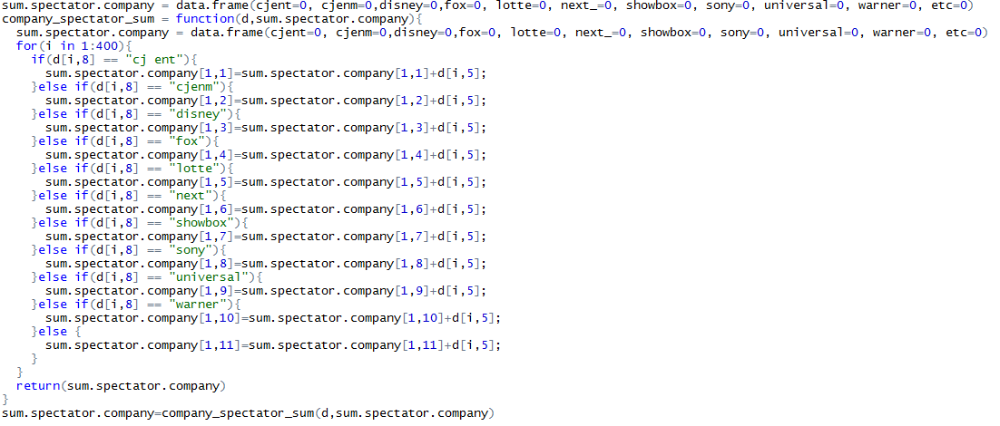 sum.spectator.company = data.frame(cjent=0, cjenm=0,disney=0,fox=0, lotte=0, next_=0, showbox=0, sony=0, universal=0, warner=0, etc=0)
company_spectator_sum = function(d,sum.spectator.company){
  sum.spectator.company = data.frame(cjent=0, cjenm=0,disney=0,fox=0, lotte=0, next_=0, showbox=0, sony=0, universal=0, warner=0, etc=0)
  for(i in 1:400){
    if(d[i,8] == "cj ent"){
      sum.spectator.company[1,1]=sum.spectator.company[1,1]+d[i,5];
    }else if(d[i,8] == "cjenm"){
      sum.spectator.company[1,2]=sum.spectator.company[1,2]+d[i,5];
    }else if(d[i,8] == "disney"){
      sum.spectator.company[1,3]=sum.spectator.company[1,3]+d[i,5];
    }else if(d[i,8] == "fox"){
      sum.spectator.company[1,4]=sum.spectator.company[1,4]+d[i,5];
    }else if(d[i,8] == "lotte"){
      sum.spectator.company[1,5]=sum.spectator.company[1,5]+d[i,5];
    }else if(d[i,8] == "next"){
      sum.spectator.company[1,6]=sum.spectator.company[1,6]+d[i,5];
    }else if(d[i,8] == "showbox"){
      sum.spectator.company[1,7]=sum.spectator.company[1,7]+d[i,5];
    }else if(d[i,8] == "sony"){
      sum.spectator.company[1,8]=sum.spectator.company[1,8]+d[i,5];
    }else if(d[i,8] == "universal"){
      sum.spectator.company[1,9]=sum.spectator.company[1,9]+d[i,5];
    }else if(d[i,8] == "warner"){
      sum.spectator.company[1,10]=sum.spectator.company[1,10]+d[i,5];
    }else {
      sum.spectator.company[1,11]=sum.spectator.company[1,11]+d[i,5];
    }
  }
  return(sum.spectator.company)
}
sum.spectator.company=company_spectator_sum(d,sum.spectator.company)